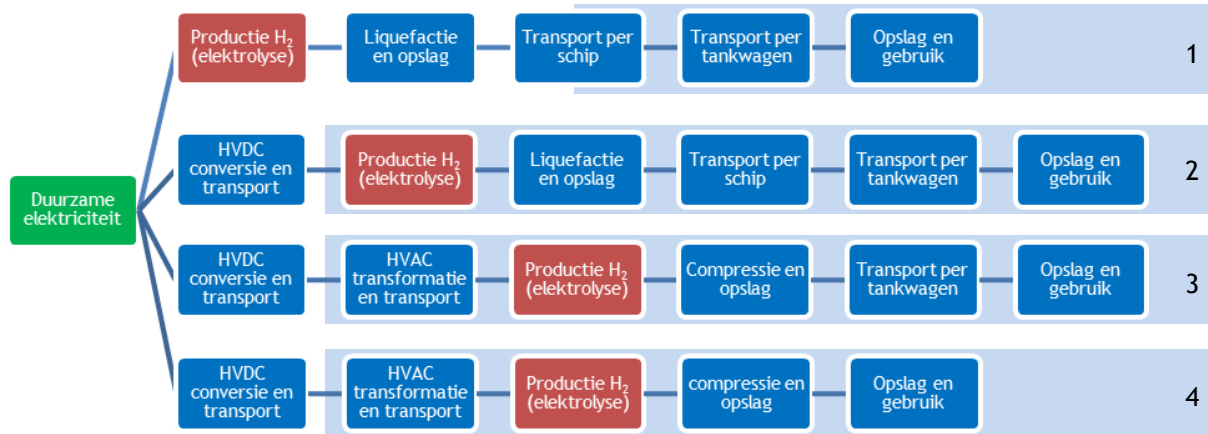 Productie H₂
(elektrolyse)
Liquefactie
en opslag
Transport per
schip
Transport per
tankwagen
Opslag en
gebruik
1
HVDC
conversie en
transport
Productie H₂
(elektrolyse)
Liquefactie
en opslag
Transport per
schip
Transport per
tankwagen
Opslag en
gebruik
2
Duurzame
elektriciteit
HVDC
conversie en
transport
HVAC
transformatie
en transport
Productie H₂
(elektrolyse)
Compressie en
opslag
Transport per
tankwagen
Opslag en
gebruik
3
HVDC
conversie en
transport
HVAC
transformatie
en transport
Productie H₂
(elektrolyse)
compressie en
opslag
Opslag en
gebruik
4